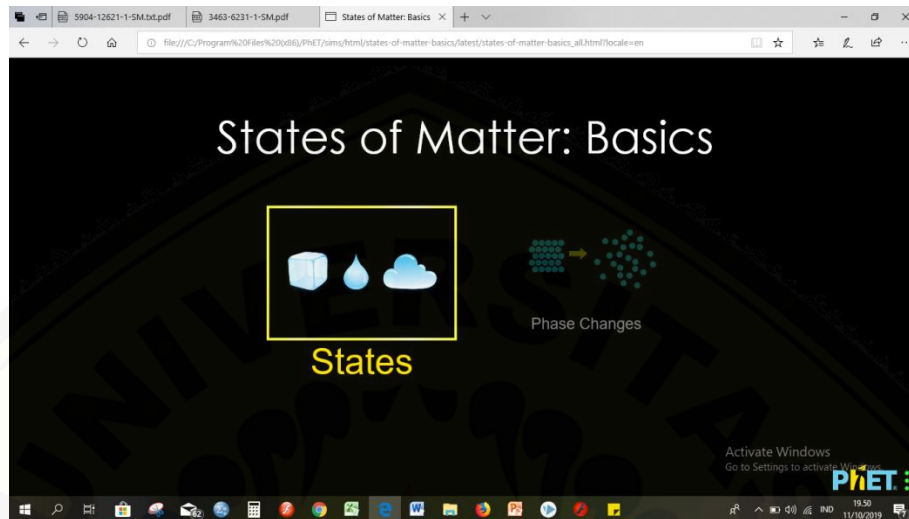 5904-12621-1-SM.txt.pdf
3463-6231-1-SM.pdf
States of Matter: Basics
file:///C:/Program%20Files%20(x86)/PhET/sims/html/states-of-matter-basics/latest/states-of-matter-basics_all.html?locale=en
States of Matter: Basics
UNIVERSITA
States
Phase Changes
Activate Windows
Go to Settings to activate Windows.
PhET
62
IND
19.50
11/10/2019